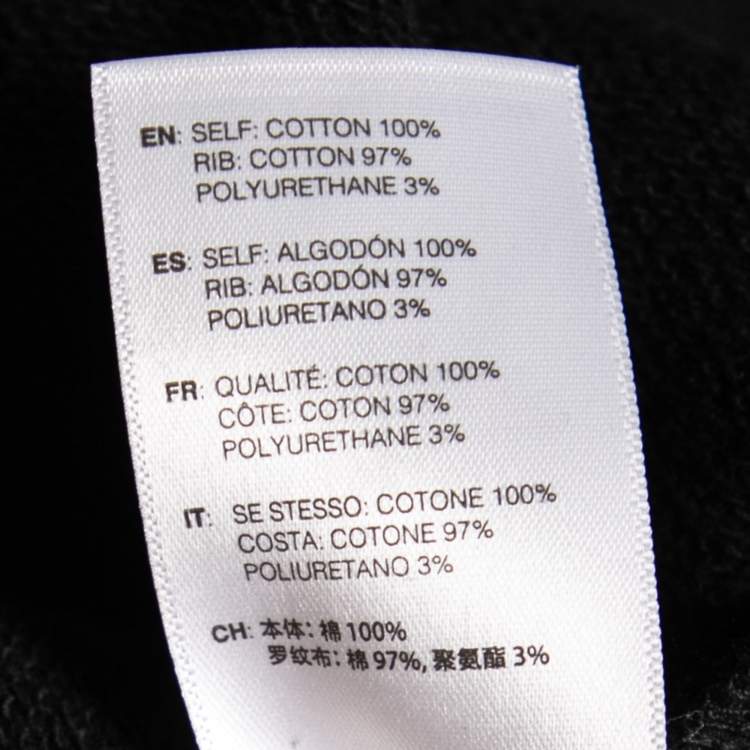 EN: SELF: COTTON 100%
RIB: COTTON 97%
POLYURETHANE 3%
ES: SELF: ALGODÓN 100%
RIB: ALGODÓN 97%
POLIURETANO 3%
FR: QUALITÉ: COTON 100%
CÔTE: COTON 97%
POLYURETHANE 3%
IT: SE STESSO: COTONE 100%
COSTA: COTONE 97%
POLIURETANO 3%
CH: 本体: 棉 100%
罗纹布: 棉 97%, 聚氨酯 3%